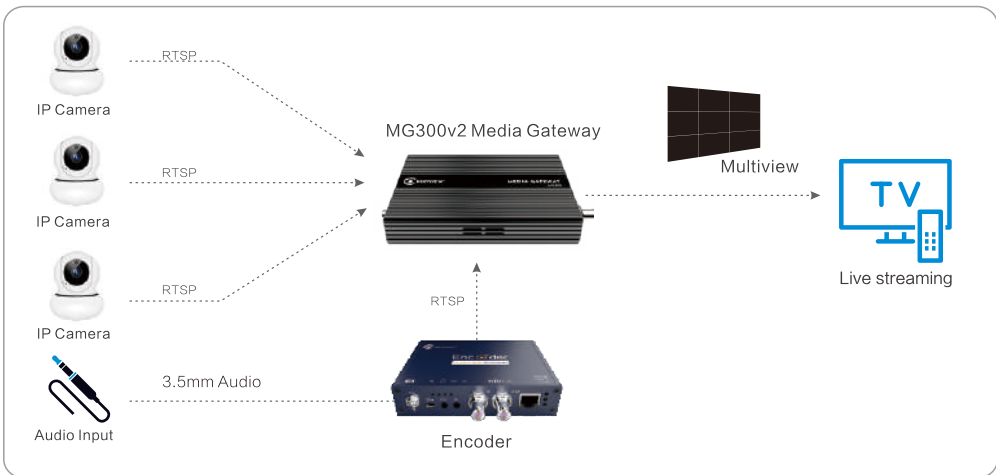 RTSP
IP Camera
MG300v2 Media Gateway
Multiview
RTSP
TV
IP Camera
Live streaming
RTSP
RTSP
IP Camera
Encoder
3.5mm Audio
Audio Input
Encoder